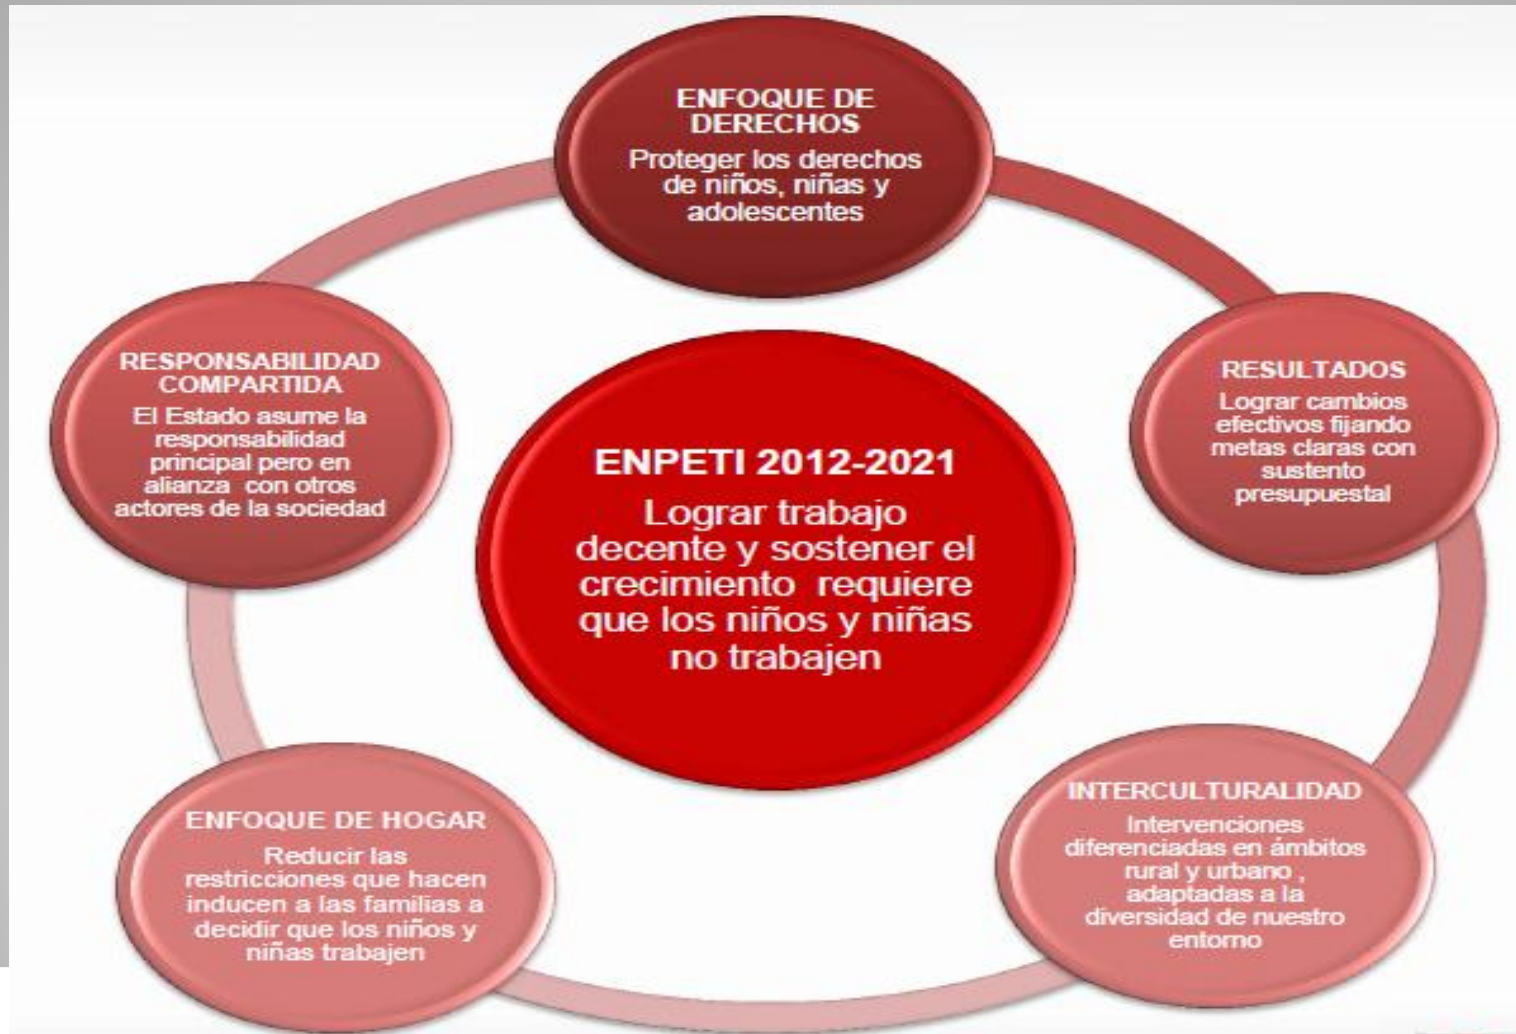 ENFOQUE DE
DERECHOS
Proteger los derechos
de niños, niñas y
adolescentes
RESULTADOS
Lograr cambios
efectivos fijando
metas claras con
sustento
presupuestal
INTERCULTURALIDAD
Intervenciones
diferenciadas en ámbitos
rural y urbano ,
adaptadas a la
diversidad de nuestro
entorno
ENFOQUE DE HOGAR
Reducir las
restricciones que hacen
inducen a las familias a
decidir que los niños y
niñas trabajen
RESPONSABILIDAD
COMPARTIDA
El Estado asume la
responsabilidad
principal pero en
alianza con otros
actores de la sociedad
ENPETI 2012-2021
Lograr trabajo
decente y sostener el
crecimiento requiere
que los niños y niñas
no trabajen